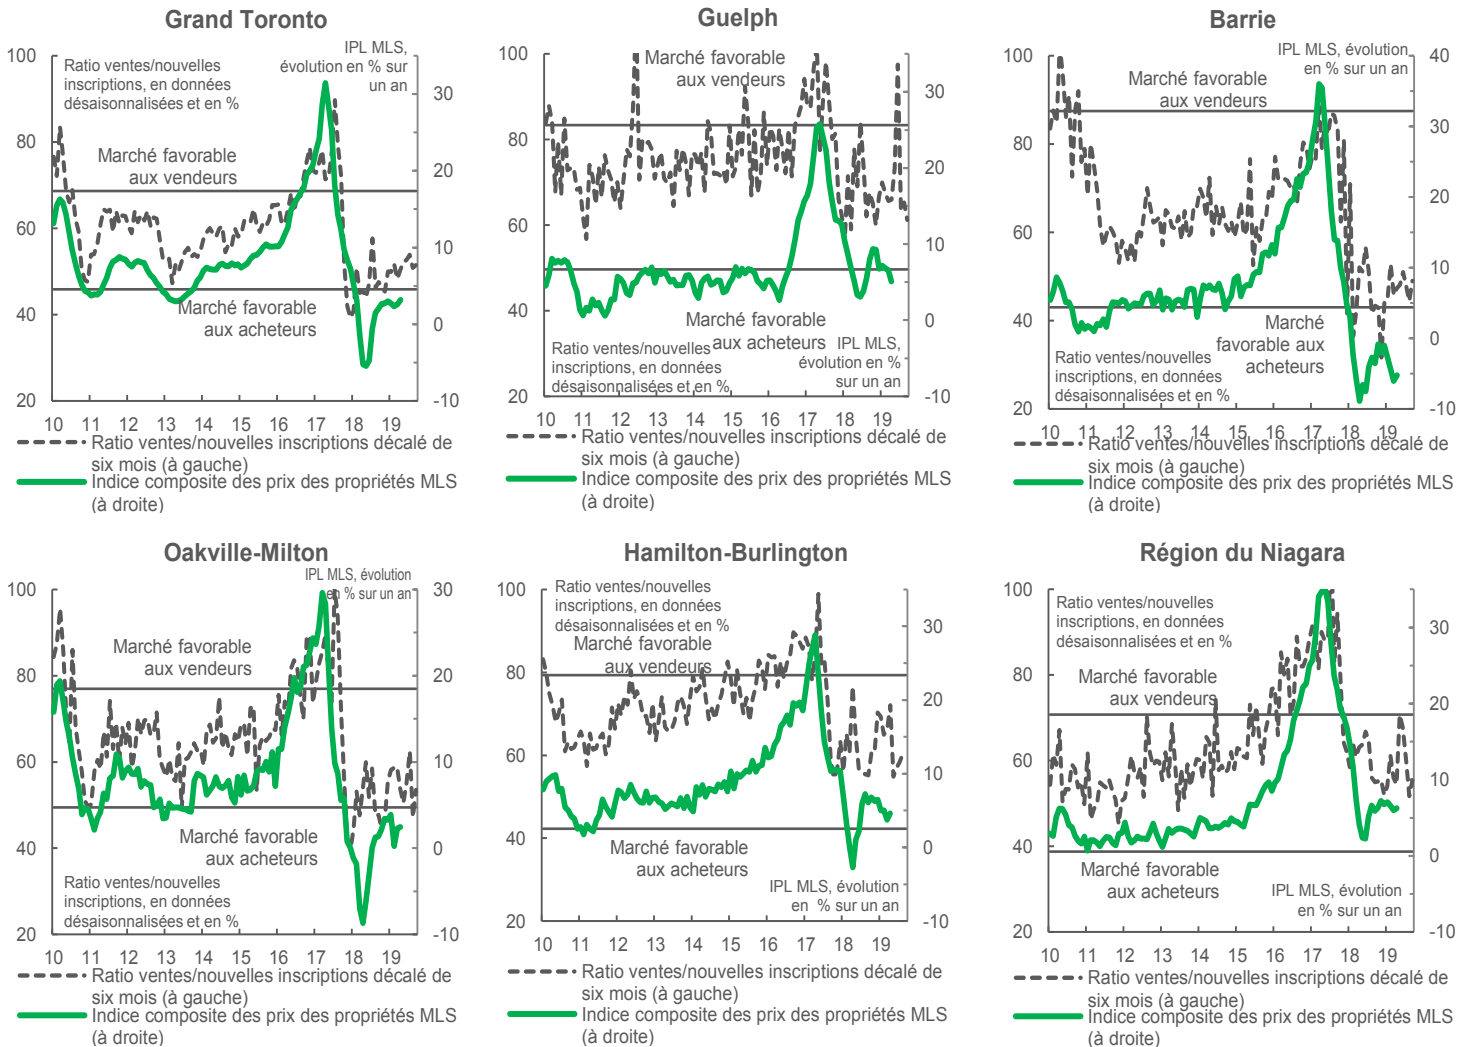 Grand Toronto
100
80
60
40
20
IPL MLS,
évolution en % sur
un an
Ratio ventes/nouvelles
inscriptions, en données
désaisonnalisées et en %
Marché favorable
aux vendeurs
Marché favorable
aux acheteurs
30
20
10
0
-10
10 11 12 13 14 15 16 17 18 19
Ratio ventes/nouvelles inscriptions décalé de
six mois (à gauche)
Indice composite des prix des propriétés MLS
(à droite)
Guelph
100
80
60
40
20
Marché favorable
aux vendeurs
Marché favorable
aux acheteurs
Ratio ventes/nouvelles
inscriptions, en données
désaisonnalisées et en %
IPL MLS,
évolution en %
sur un an
30
20
10
0
-10
10 11 12 13 14 15 16 17 18 19
Ratio ventes/nouvelles inscriptions décalé de
six mois (à gauche)
Indice composite des prix des propriétés MLS
(à droite)
Barrie
100
80
60
40
20
IPL MLS,
évolution en
% sur un an
Marché favorable
aux vendeurs
Marché
favorable aux
acheteurs
Ratio ventes/nouvelles
inscriptions, en données
désaisonnalisées et en %
40
30
20
10
0
-10
10 11 12 13 14 15 16 17 18 19
Ratio ventes/nouvelles inscriptions décalé de
six mois (à gauche)
Indice composite des prix des propriétés MLS
(à droite)
Oakville-Milton
100
80
60
40
20
IPL MLS, évolution
en % sur un an
Marché favorable
aux vendeurs
Marché favorable
aux acheteurs
Ratio ventes/nouvelles
inscriptions, en données
désaisonnalisées et en %
30
20
10
0
-10
10 11 12 13 14 15 16 17 18 19
Ratio ventes/nouvelles inscriptions décalé de
six mois (à gauche)
Indice composite des prix des propriétés MLS
(à droite)
Hamilton-Burlington
100
80
60
40
20
Ratio ventes/nouvelles
inscriptions, en données
désaisonnalisées et en %
Marché favorable
aux vendeurs
Marché favorable
aux acheteurs
IPL MLS, évolution
en % sur un an
30
20
10
0
-10
10 11 12 13 14 15 16 17 18 19
Ratio ventes/nouvelles inscriptions décalé de
six mois (à gauche)
Indice composite des prix des propriétés MLS
(à droite)
Région du Niagara
100
80
60
40
20
Ratio ventes/nouvelles
inscriptions, en données
désaisonnalisées et en %
Marché favorable
aux vendeurs
Marché favorable
aux acheteurs
IPL MLS, évolution
en % sur un an
30
20
10
0
-10
10 11 12 13 14 15 16 17 18 19
Ratio ventes/nouvelles inscriptions décalé de
six mois (à gauche)
Indice composite des prix des propriétés MLS
(à droite)